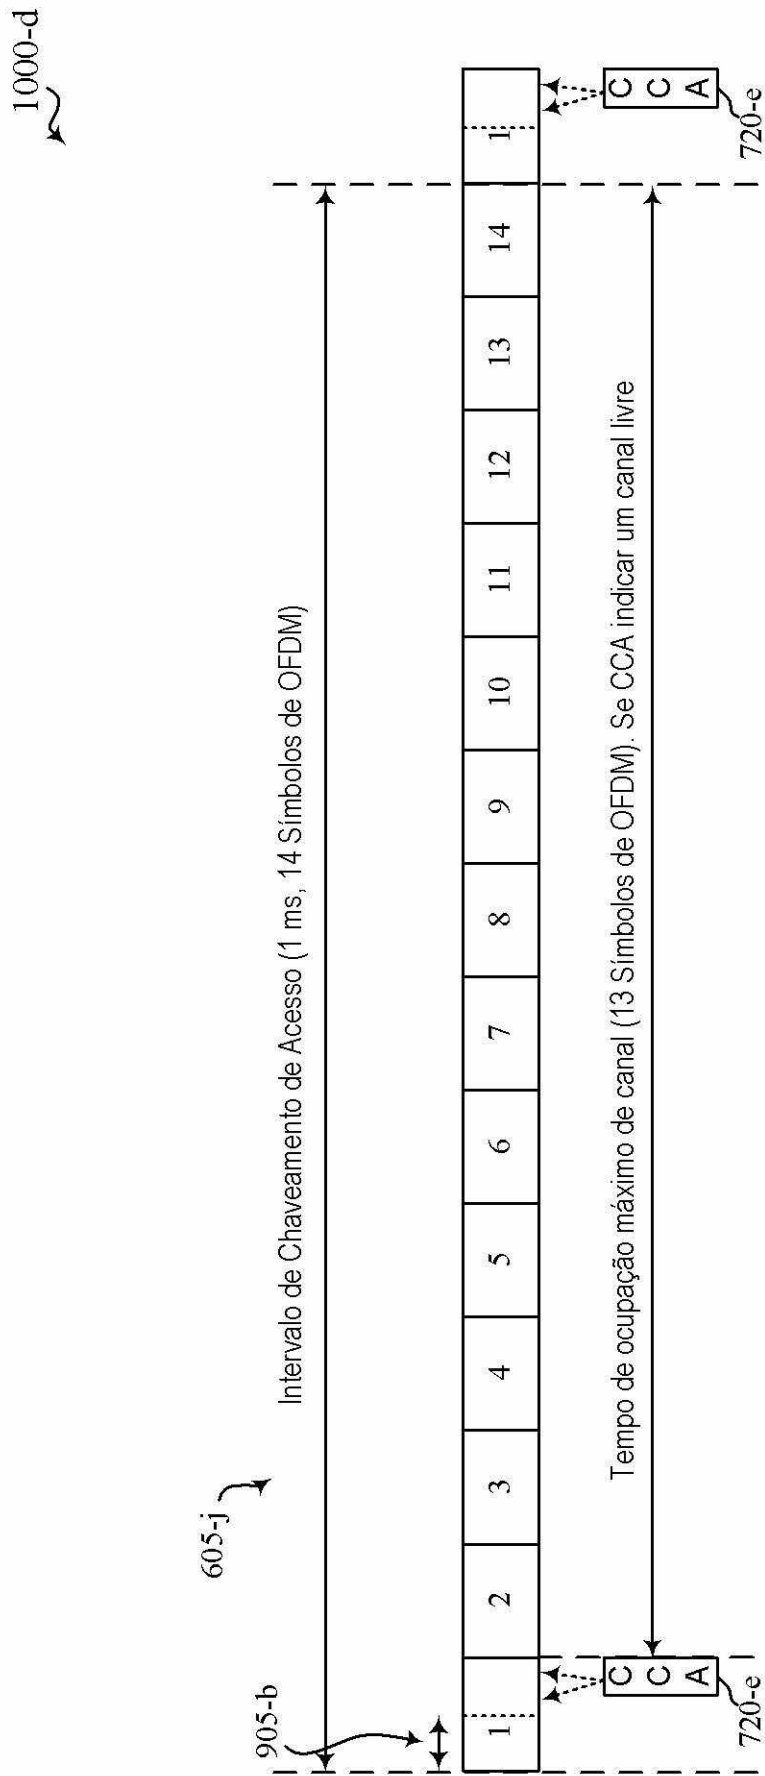 1000-d
605-j
Intervalo de Chaveamento de Acesso (1 ms, 14 Símbolos de OFDM)
905-b
1 2 3 4 5 6 7 8 9 10 11 12 13 14 1
Tempo de ocupação máximo de canal (13 Símbolos de OFDM). Se CCA indicar um canal livre
CCA
CCA
720-e
720-e